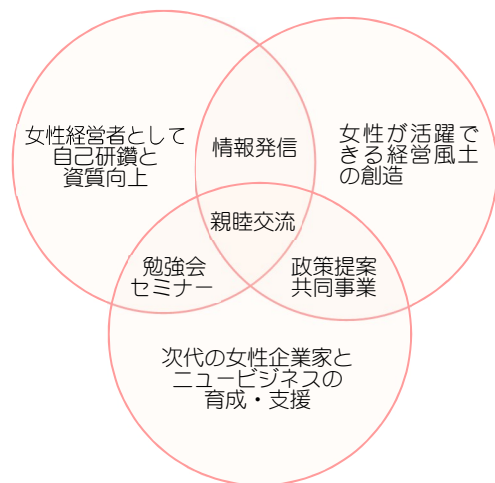 女性経営者として
自己研鑽と
資質向上
情報発信
女性が活躍で
きる経営風土
の創造
親睦交流
勉強会
セミナー
政策提案
共同事業
次代の女性企業家と
ニュービジネスの
育成・支援